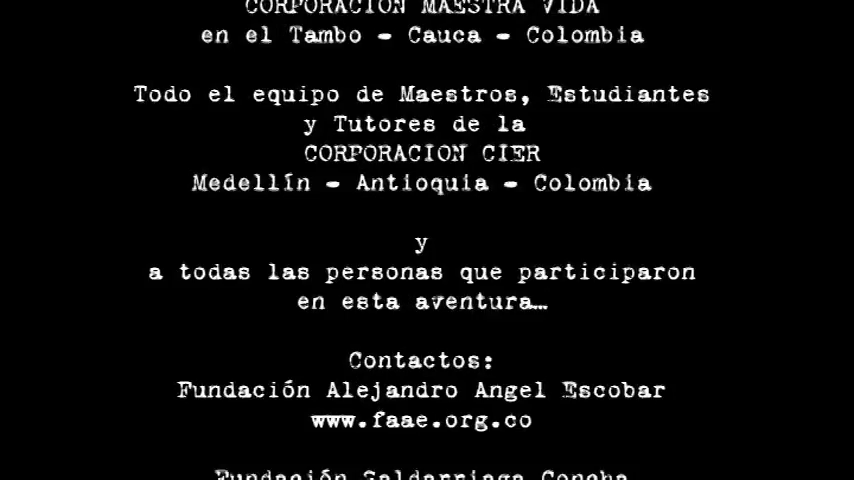 CORPORACION MAESTRA VIDA
en el Tambo - Cauca - Colombia
Todo el equipo de Maestros, Estudiantes
y Tutores de la
CORPORACION CIER
Medellín - Antioquia - Colombia
y
a todas las personas que participaron
en esta aventura…
Contactos:
Fundación Alejandro Angel Escobar
www.faae.org.co
Fundación Saldarriaga Concha